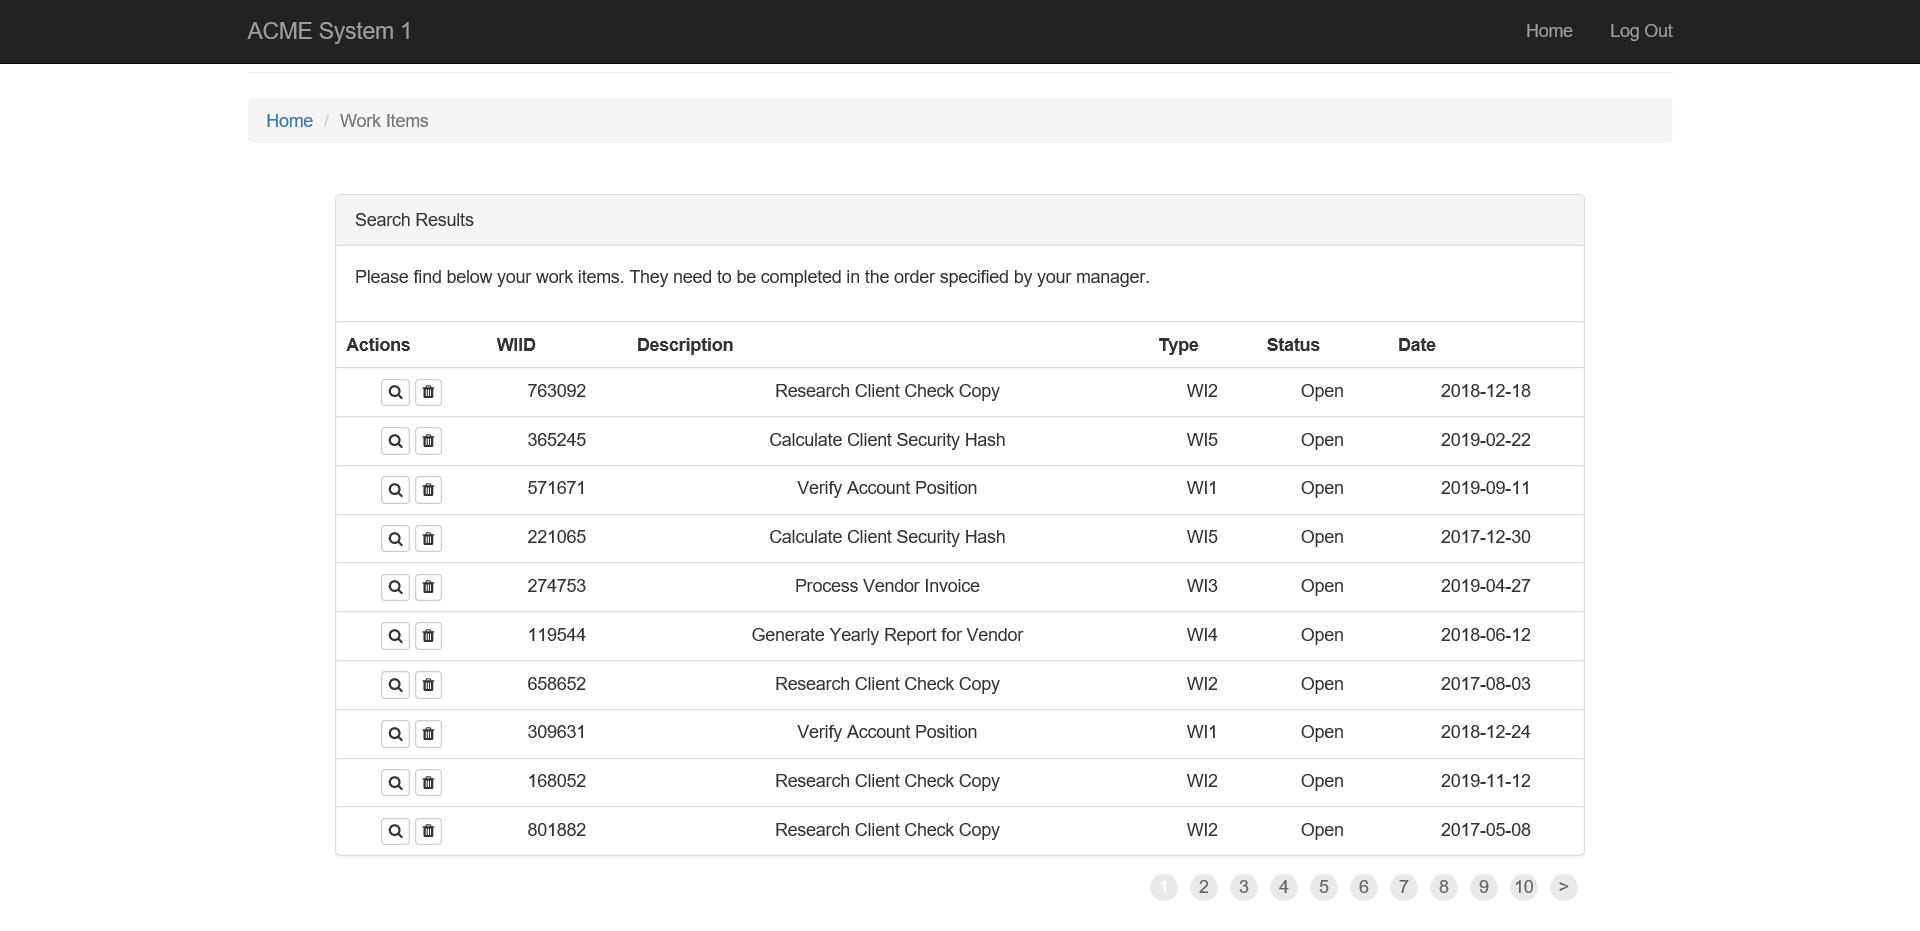 ACME System 1 Home Log Out
Home / Work Items
Search Results
Please find below your work items. They need to be completed in the order specified by your manager.
Actions WIID Description Type Status Date
763092 Research Client Check Copy WI2 Open 2018-12-18
365245 Calculate Client Security Hash WI5 Open 2019-02-22
571671 Verify Account Position WI1 Open 2019-09-11
221065 Calculate Client Security Hash WI5 Open 2017-12-30
274753 Process Vendor Invoice WI3 Open 2019-04-27
119544 Generate Yearly Report for Vendor WI4 Open 2018-06-12
658652 Research Client Check Copy WI2 Open 2017-08-03
309631 Verify Account Position WI1 Open 2018-12-24
168052 Research Client Check Copy WI2 Open 2019-11-12
801882 Research Client Check Copy WI2 Open 2017-05-08
1 2 3 4 5 6 7 8 9 10 >